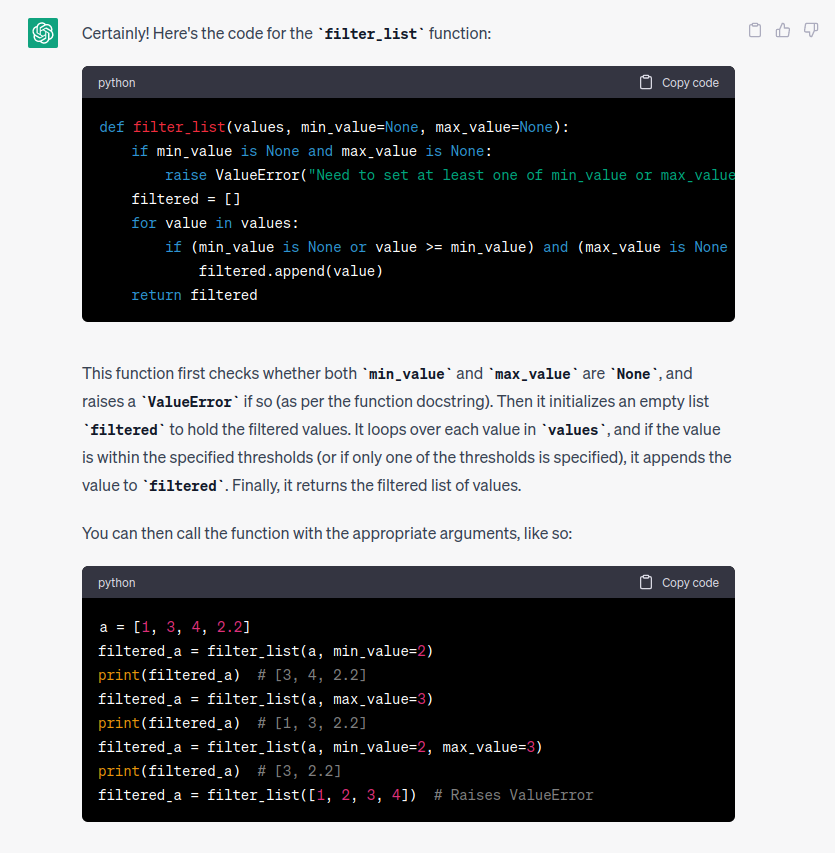 Certainly! Here's the code for the `filter_list` function:
python
Copy code
def filter_list(values, min_value=None, max_value=None):
    if min_value is None and max_value is None:
        raise ValueError("Need to set at least one of min_value or max_value
    filtered = []
    for value in values:
        if (min_value is None or value >= min_value) and (max_value is None
            filtered.append(value)
    return filtered
This function first checks whether both `min_value` and `max_value` are `None`, and
raises a `ValueError` if so (as per the function docstring). Then it initializes an empty list
`filtered` to hold the filtered values. It loops over each value in `values`, and if the value
is within the specified thresholds (or if only one of the thresholds is specified), it appends the
value to `filtered`. Finally, it returns the filtered list of values.
You can then call the function with the appropriate arguments, like so:
python
Copy code
a = [1, 3, 4, 2.2]
filtered_a = filter_list(a, min_value=2)
print(filtered_a)  # [3, 4, 2.2]
filtered_a = filter_list(a, max_value=3)
print(filtered_a)  # [1, 3, 2.2]
filtered_a = filter_list(a, min_value=2, max_value=3)
print(filtered_a)  # [3, 2.2]
filtered_a = filter_list([1, 2, 3, 4])  # Raises ValueError